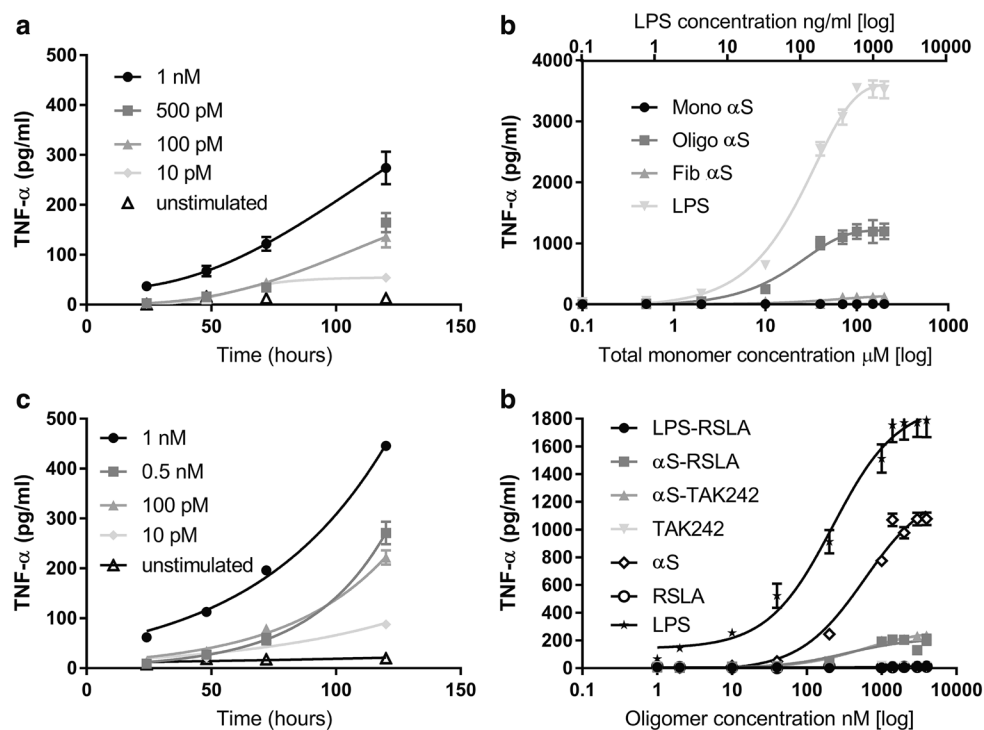 a
500
400
300
200
100
0
TNF-α (pg/ml)
1 nM
500 pM
100 pM
10 pM
unstimulated
0 50 100 150
Time (hours)
b
LPS concentration ng/ml [log]
0.1 1 10 100 1000 10000
4000
3000
2000
1000
0
TNF-α (pg/ml)
Mono αS
Oligo αS
Fib αS
LPS
0.1 1 10 100 1000
Total monomer concentration μM [log]
c
500
400
300
200
100
0
TNF-α (pg/ml)
1 nM
0.5 nM
100 pM
10 pM
unstimulated
0 50 100 150
Time (hours)
b
1800
1600
1400
1200
1000
800
600
400
200
0
TNF-α (pg/ml)
LPS-RSLA
αS-RSLA
αS-TAK242
TAK242
αS
RSLA
LPS
0.1 1 10 100 1000 10000
Oligomer concentration nM [log]